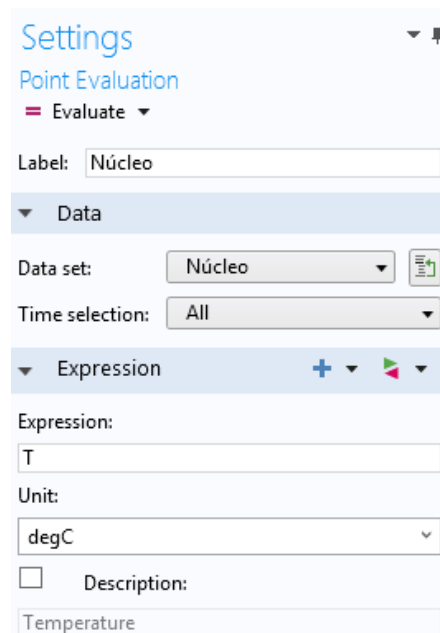 Settings
Point Evaluation
= Evaluate
Label: Núcleo
Data
Data set: Núcleo
Time selection: All
Expression
Expression:
T
Unit:
degC
Description:
Temperature